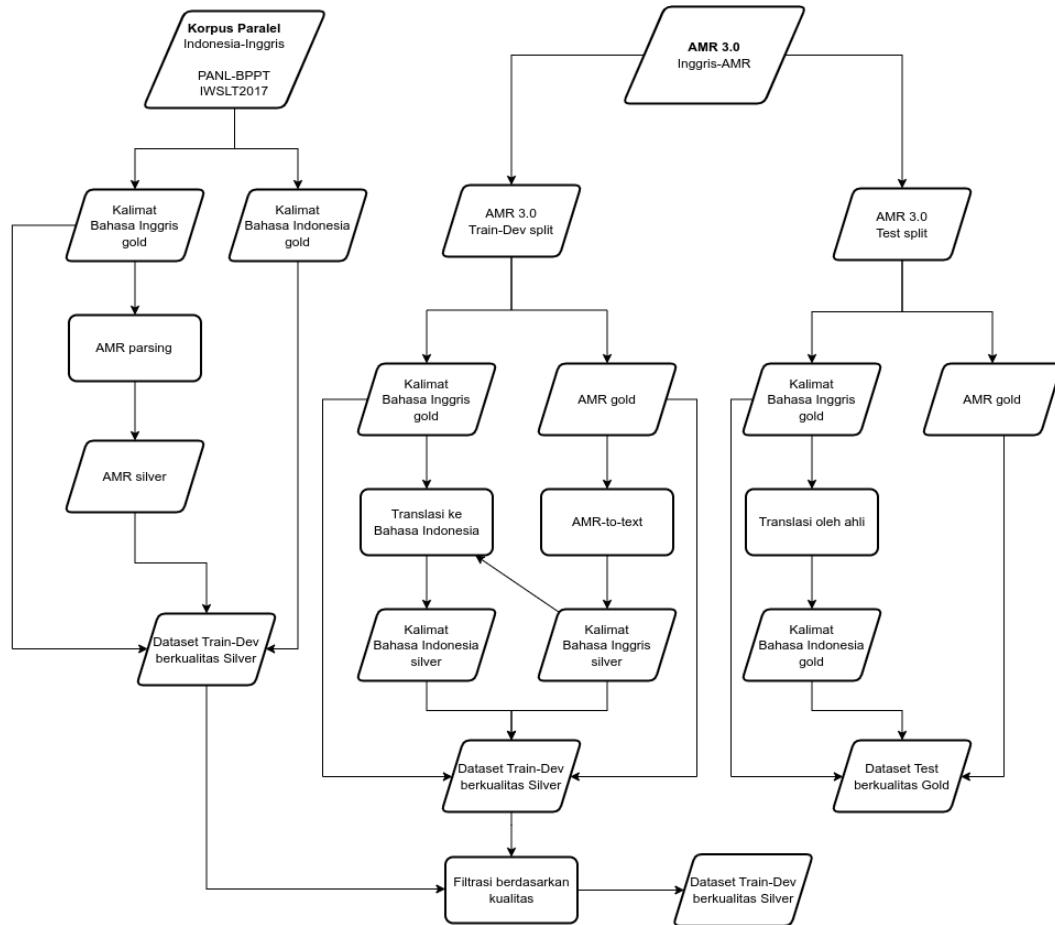 Korpus Paralel
Indonesia-Inggris
PANL-BPPT
IWSLT2017
AMR 3.0
Inggris-AMR
Kalimat
Bahasa Inggris
gold
Kalimat
Bahasa Indonesia
gold
AMR 3.0
Train-Dev split
AMR 3.0
Test split
AMR parsing
Kalimat
Bahasa Inggris
gold
AMR gold
Kalimat
Bahasa Inggris
gold
AMR gold
AMR silver
Translasi ke
Bahasa Indonesia
AMR-to-text
Translasi oleh ahli
Dataset Train-Dev
berkualitas Silver
Kalimat
Bahasa Indonesia
silver
Kalimat
Bahasa Inggris
silver
Kalimat
Bahasa Indonesia
gold
Dataset Train-Dev
berkualitas Silver
Dataset Test
berkualitas Gold
Filtrasi berdasarkan
kualitas
Dataset Train-Dev
berkualitas Silver